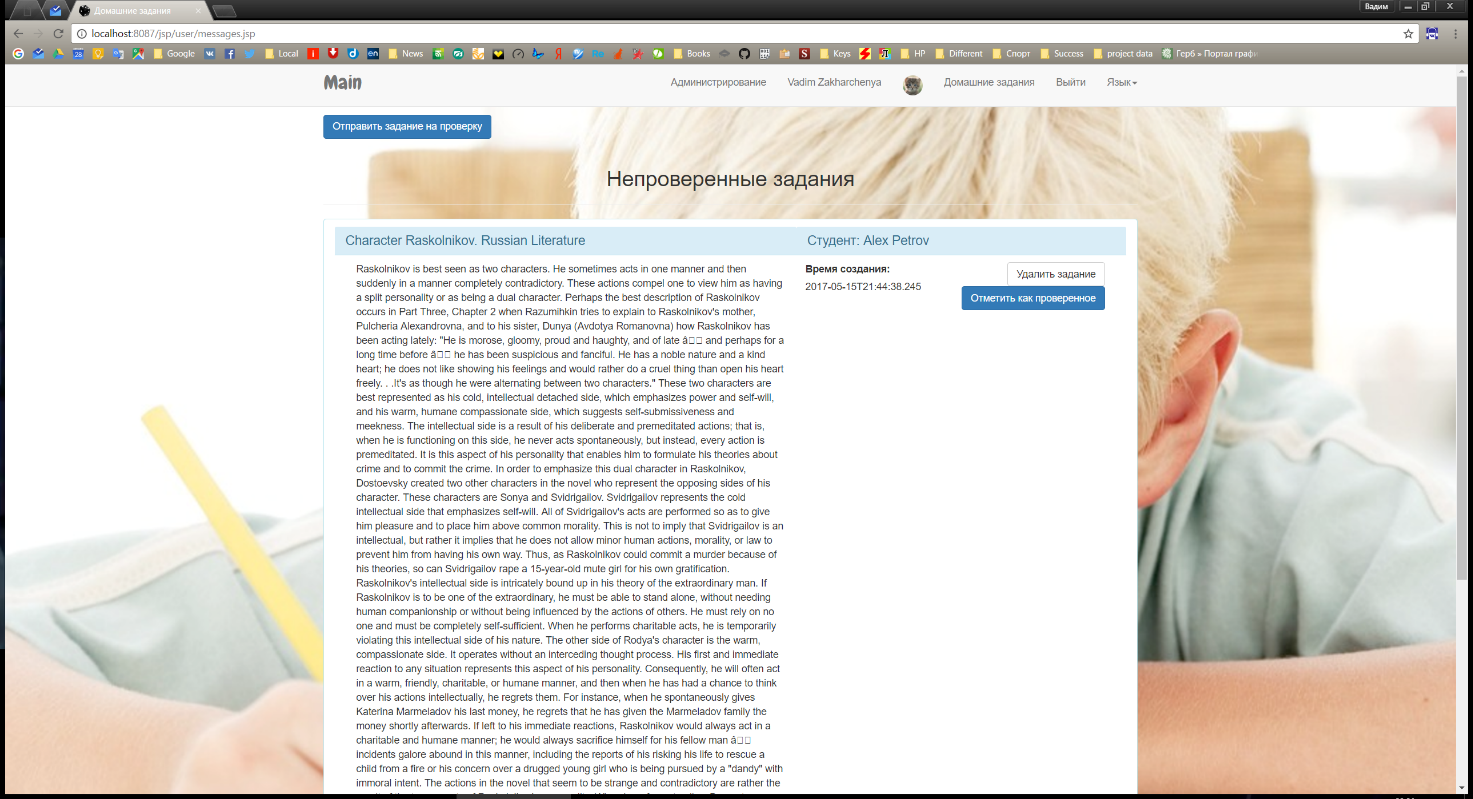 Домашние задания
Вадим
localhost:8087/jsp/user/messages.jsp
Google
Local
en
News
Books
Keys
HP
Different
Спорт
Success
project data
Герб » Портал граф
Main
Администрирование
Vadim Zakharchenya
Домашние задания
Выйти
Язык
Отправить задание на проверку
Непроверенные задания
Character Raskolnikov. Russian Literature
Студент: Alex Petrov
Raskolnikov is best seen as two characters. He sometimes acts in one manner and then
suddenly in a manner completely contradictory. These actions compel one to view him as having
a split personality or as being a dual character. Perhaps the best description of Raskolnikov
occurs in Part Three, Chapter 2 when Razumihkin tries to explain to Raskolnikov's mother,
Pulcheria Alexandrovna, and to his sister, Dunya (Avdotya Romanovna) how Raskolnikov has
been acting lately: "He is morose, gloomy, proud and haughty, and of late â□□ and perhaps for a
long time before â□□ he has been suspicious and fanciful. He has a noble nature and a kind
heart; he does not like showing his feelings and would rather do a cruel thing than open his heart
freely. . .It's as though he were alternating between two characters." These two characters are
best represented as his cold, intellectual detached side, which emphasizes power and self-will,
and his warm, humane compassionate side, which suggests self-submissiveness and
meekness. The intellectual side is a result of his deliberate and premeditated actions; that is,
when he is functioning on this side, he never acts spontaneously, but instead, every action is
premeditated. It is this aspect of his personality that enables him to formulate his theories about
crime and to commit the crime. In order to emphasize this dual character in Raskolnikov,
Dostoevsky created two other characters in the novel who represent the opposing sides of his
character. These characters are Sonya and Svidrigailov. Svidrigailov represents the cold
intellectual side that emphasizes self-will. All of Svidrigailov's acts are performed so as to give
him pleasure and to place him above common morality. This is not to imply that Svidrigailov is an
intellectual, but rather it implies that he does not allow minor human actions, morality, or law to
prevent him from having his own way. Thus, as Raskolnikov could commit a murder because of
his theories, so can Svidrigailov rape a 15-year-old mute girl for his own gratification.
Raskolnikov's intellectual side is intricately bound up in his theory of the extraordinary man. If
Raskolnikov is to be one of the extraordinary, he must be able to stand alone, without needing
human companionship or without being influenced by the actions of others. He must rely on no
one and must be completely self-sufficient. When he performs charitable acts, he is temporarily
violating this intellectual side of his nature. The other side of Rodya's character is the warm,
compassionate side. It operates without an interceding thought process. His first and immediate
reaction to any situation represents this aspect of his personality. Consequently, he will often act
in a warm, friendly, charitable, or humane manner, and then when he has had a chance to think
over his actions intellectually, he regrets them. For instance, when he spontaneously gives
Katerina Marmeladov his last money, he regrets that he has given the Marmeladov family the
money shortly afterwards. If left to his immediate reactions, Raskolnikov would always act in a
charitable and humane manner; he would always sacrifice himself for his fellow man â□□
incidents galore abound in this manner, including the reports of his risking his life to rescue a
child from a fire or his concern over a drugged young girl who is being pursued by a "dandy" with
immoral intent. The actions in the novel that seem to be strange and contradictory are rather the
Время создания:
2017-05-15T21:44:38.245
Удалить задание
Отметить как проверенное